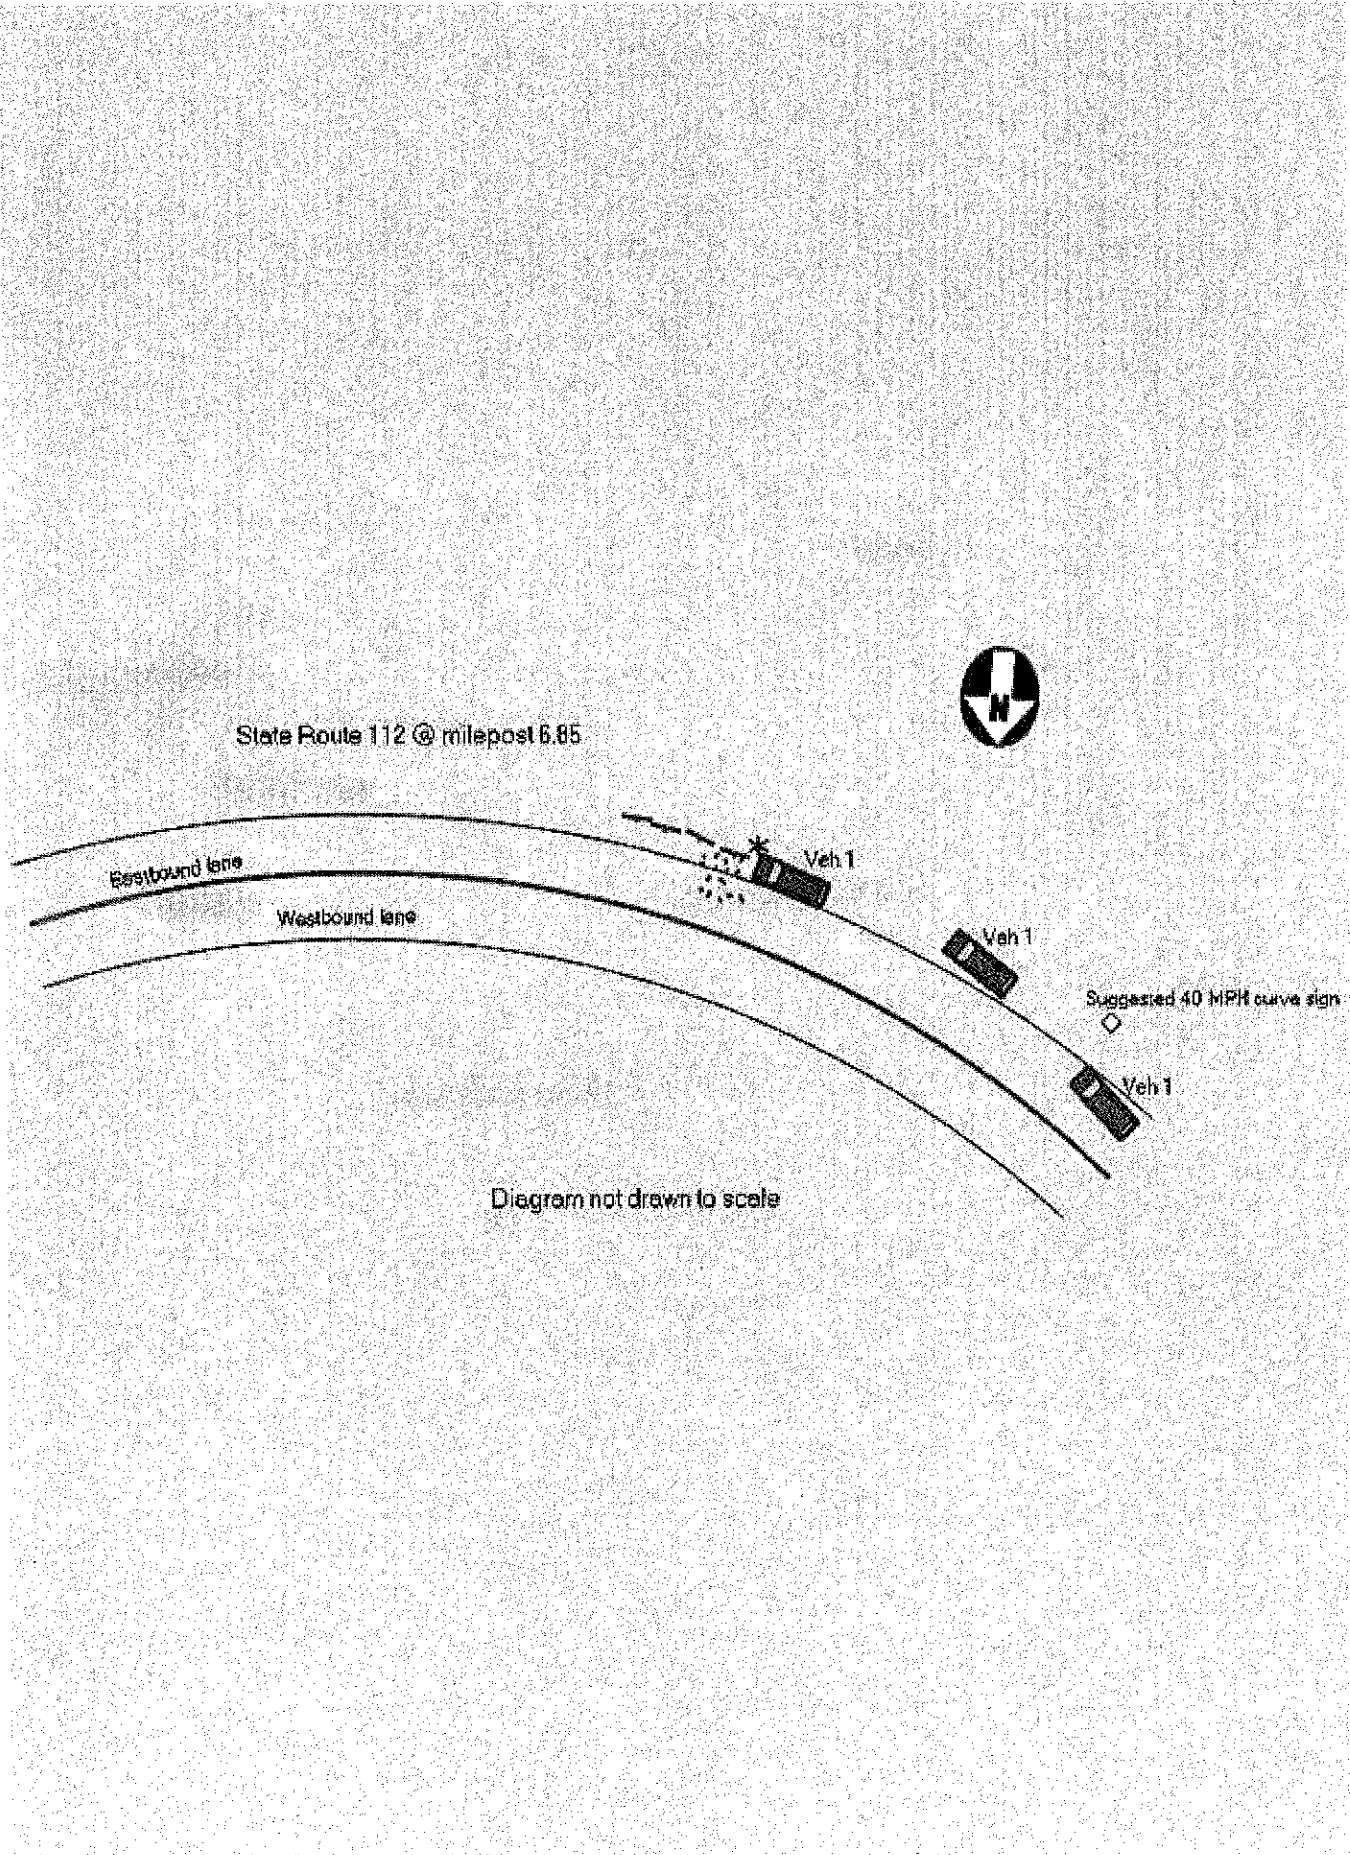 N
State Route 112 @ milepost 6.85
Veh 1
Eastbound lane
Westbound lane
Veh 1
Suggested 40 MPH curve sign
Veh 1
Diagram not drawn to scale